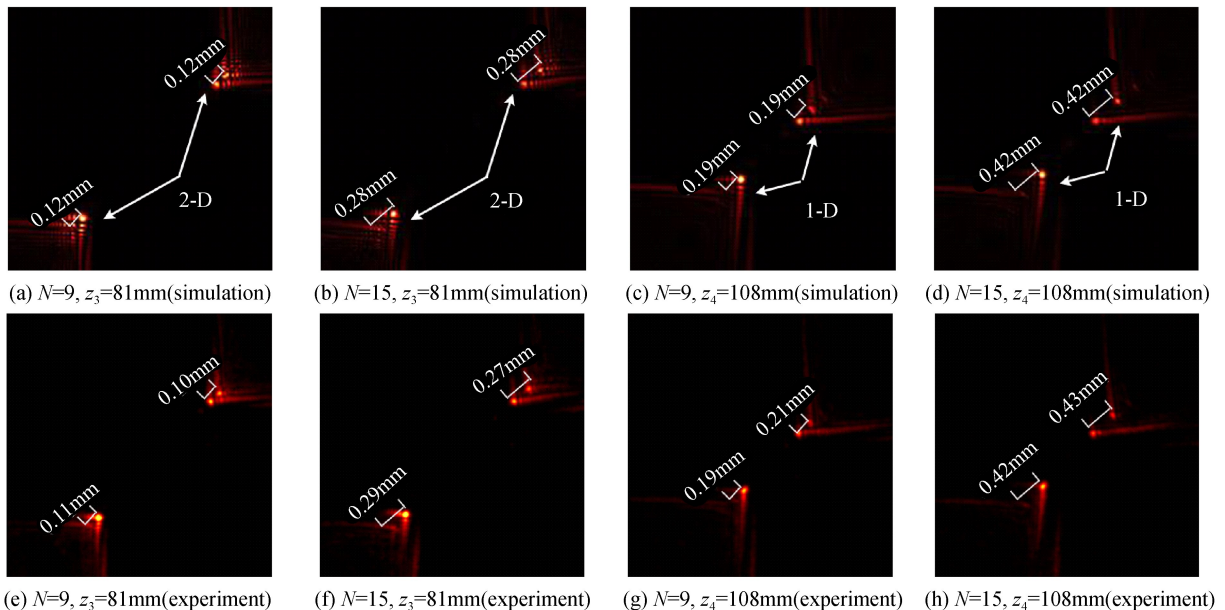 0.12mm
0.12mm
2-D
(a) N=9, z₃=81mm(simulation)
0.28mm
0.28mm
2-D
(b) N=15, z₃=81mm(simulation)
0.19mm
0.19mm
1-D
(c) N=9, z₄=108mm(simulation)
0.42mm
0.42mm
1-D
(d) N=15, z₄=108mm(simulation)
0.10mm
0.11mm
(e) N=9, z₃=81mm(experiment)
0.27mm
0.29mm
(f) N=15, z₃=81mm(experiment)
0.21mm
0.19mm
(g) N=9, z₄=108mm(experiment)
0.43mm
0.42mm
(h) N=15, z₄=108mm(experiment)